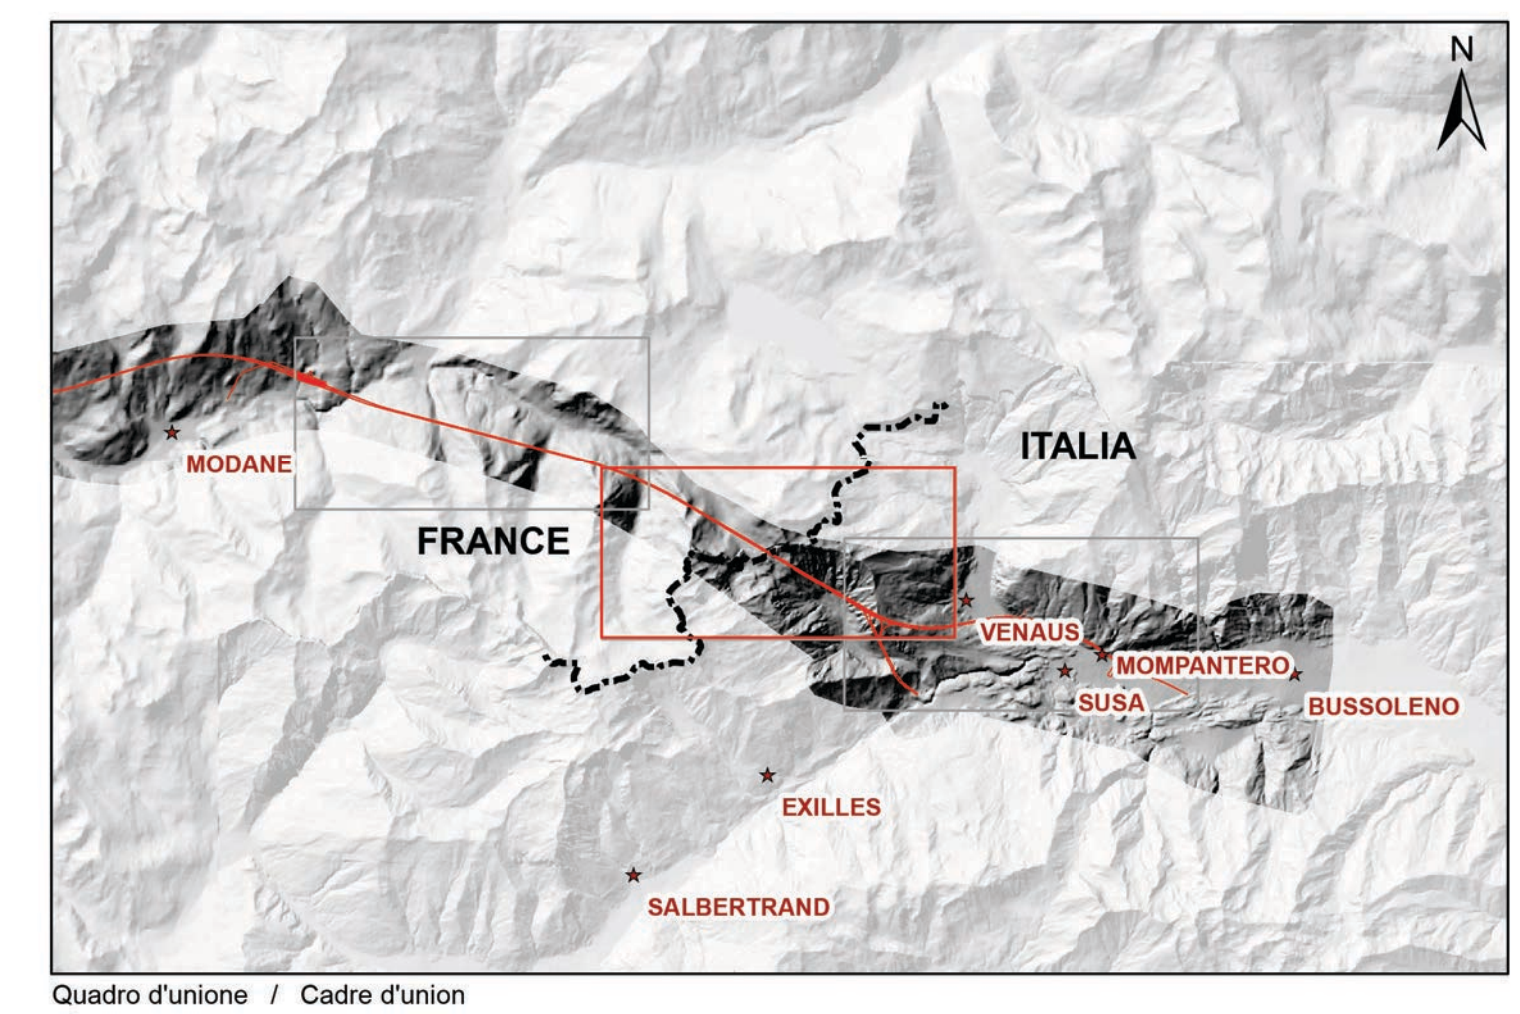 N
ITALIA
MODANE
FRANCE
VENAUS
MOMPANTERO
SUSA
BUSSOLENO
EXILLES
SALBERTRAND
Quadro d'unione / Cadre d'union